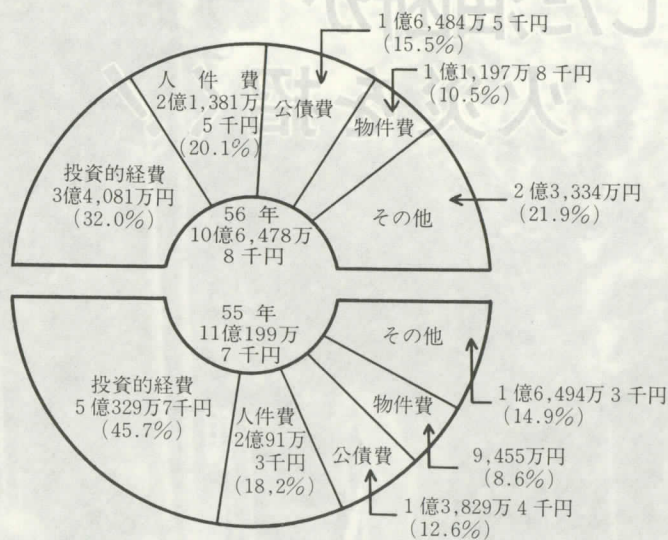 1億6,484万5千円
(15.5%)
人件費
2億1,381万
5千円
(20.1%)
公債費
1億1,197万8千円
(10.5%)
物件費
投資的経費
3億4,081万円
(32.0%)
その他
2億3,334万円
(21.9%)
56年
10億6,478万
8千円
55年
11億199万
7千円
その他
1億6,494万3千円
(14.9%)
投資的経費
5億329万7千円
(45.7%)
人件費
2億91万
3千円
(18,2%)
公債費
物件費
9,455万円
(8.6%)
1億3,829万4千円
(12.6%)